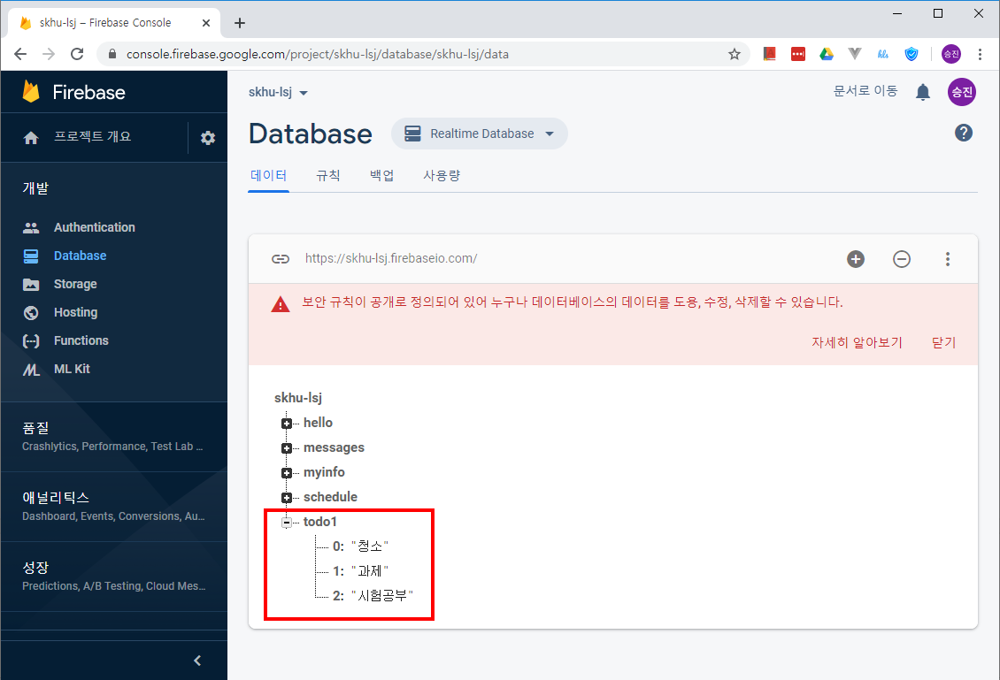 skhu-lsj – Firebase Console
console.firebase.google.com/project/skhu-lsj/database/skhu-lsj/data
승진
Firebase
skhu-lsj
문서로 이동
승진
프로젝트 개요
Database
Realtime Database
데이터 규칙 백업 사용량
개발
Authentication
Database
Storage
Hosting
Functions
ML Kit
품질
Crashlytics, Performance, Test Lab ...
애널리틱스
Dashboard, Events, Conversions, Au...
성장
Predictions, A/B Testing, Cloud Mes...
https://skhu-lsj.firebaseio.com/
보안 규칙이 공개로 정의되어 있어 누구나 데이터베이스의 데이터를 도용, 수정, 삭제할 수 있습니다.
자세히 알아보기 닫기
skhu-lsj
hello
messages
myinfo
schedule
todo1
0: "청소"
1: "과제"
2: "시험공부"